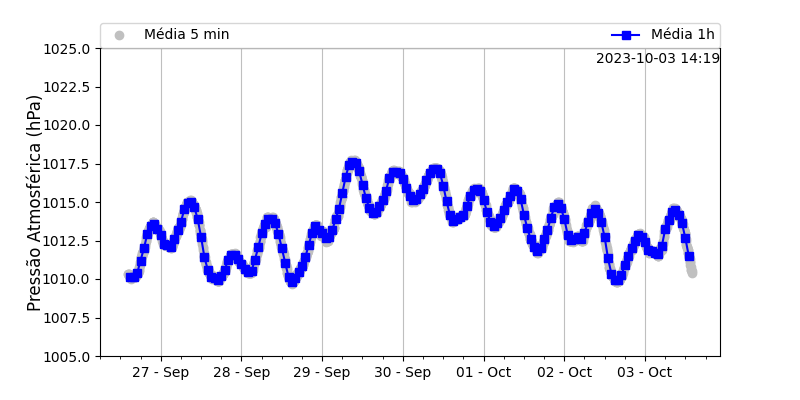 Média 5 min
Média 1h
2023-10-03 14:19
Pressão Atmosférica (hPa)
1025.0
1022.5
1020.0
1017.5
1015.0
1012.5
1010.0
1007.5
1005.0
27 - Sep
28 - Sep
29 - Sep
30 - Sep
01 - Oct
02 - Oct
03 - Oct